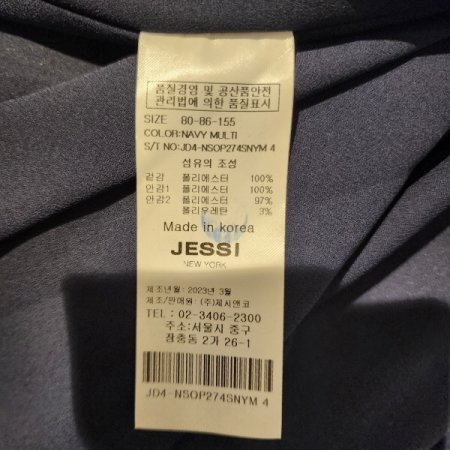 품질경영 및 공산품안전
관리법에 의한 품질표시
SIZE 80-86-155
COLOR:NAVY MULTI
S/T NO:JD4-NSOP274SNYM 4
섬유의 조성
겉감 폴리에스터 100%
안감1 폴리에스터 100%
안감2 폴리에스터 97%
폴리우레탄 3%
Made in korea
JESSI
NEW YORK
제조년월 : 2023년 3월
제조/판매원 : (주)제시앤코
TEL : 02-3406-2300
주소:서울시 중구
장충동 2가 26-1
JD4-NSOP274SNYM 4